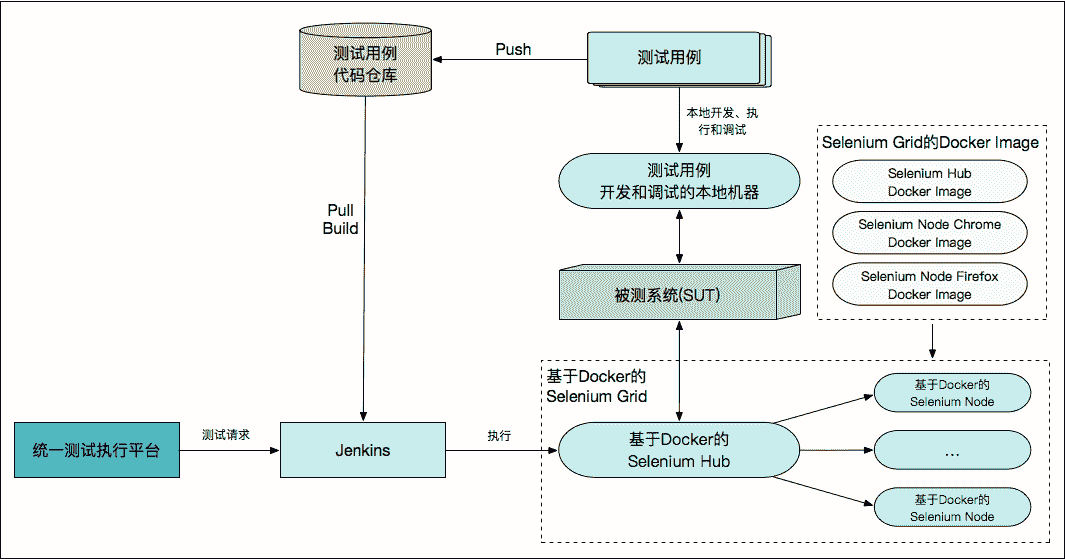 测试用例
代码仓库
Push
测试用例
本地开发、执
行和调试
Selenium Grid的Docker Image
Selenium Hub
Docker Image
Selenium Node Chrome
Docker Image
Selenium Node Firefox
Docker Image
测试用例
开发和调试的本地机器
Pull
Build
被测系统(SUT)
基于Docker的
Selenium Grid
统一测试执行平台
测试请求
Jenkins
执行
基于Docker的
Selenium Hub
基于Docker的
Selenium Node
...
基于Docker的
Selenium Node